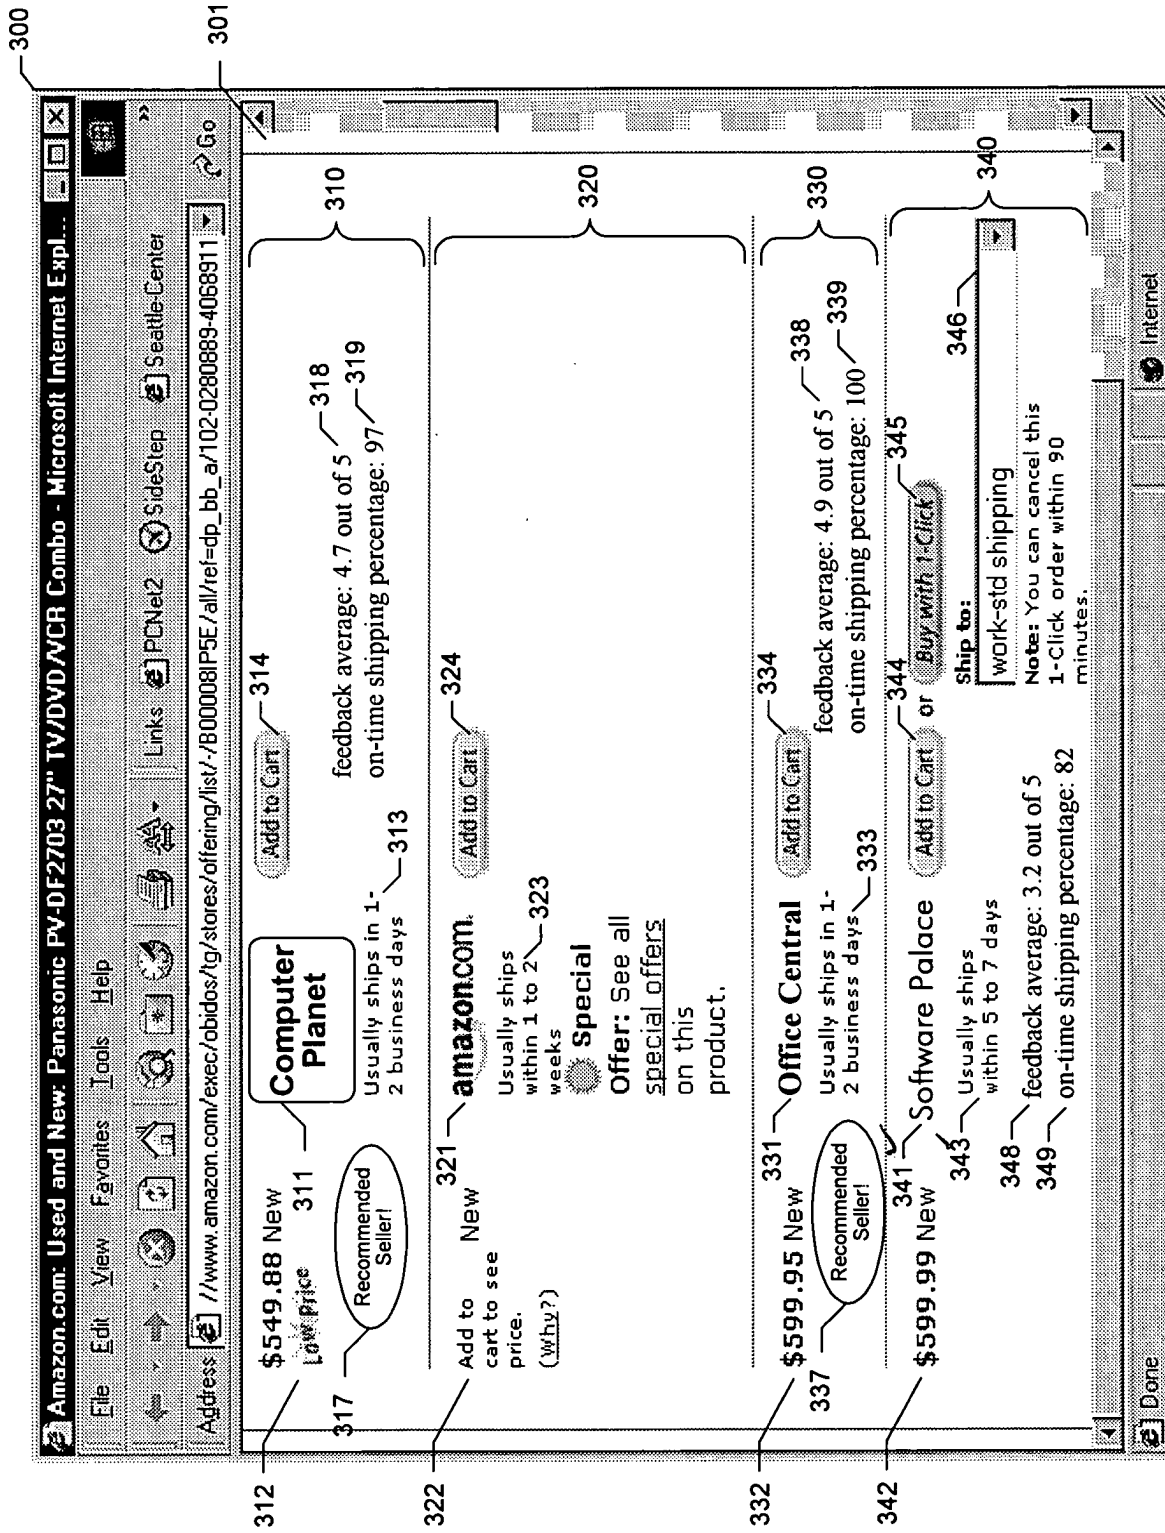 300
Amazon.com: Used and New: Panasonic PV-DF2703 27" TV/DVD/VCR Combo - Microsoft Internet Expl...
File Edit View Favorites Tools Help
Links PCNet2 SideStep Seattle-Center »
Address //www.amazon.com/exec/obidos/tg/stores/offering/list/-/B00008IP5E/all/ref=dp_bb_a/102-0280889-4068911 Go
301
312
$549.88 New
Low price
311
Computer
Planet
Add to Cart
314
310
317
Recommended
Seller!
Usually ships in 1-
2 business days
313
feedback average: 4.7 out of 5
318
on-time shipping percentage: 97
319
322
Add to
cart to see
price.
(Why?)
New
321
amazon.com.
Add to Cart
324
320
Usually ships
within 1 to 2
weeks
323
Special
Offer: See all
special offers
on this
product.
332
$599.95 New
331
Office Central
Add to Cart
334
330
337
Recommended
Seller!
Usually ships in 1-
2 business days
333
feedback average: 4.9 out of 5
338
on-time shipping percentage: 100
339
342
$599.99 New
341
Software Palace
Add to Cart
344
or
Buy with 1-Click
345
340
343
Usually ships
within 5 to 7 days
Ship to:
346
work-std shipping
Note: You can cancel this
1-Click order within 90
minutes.
348
feedback average: 3.2 out of 5
349
on-time shipping percentage: 82
Done
Internet